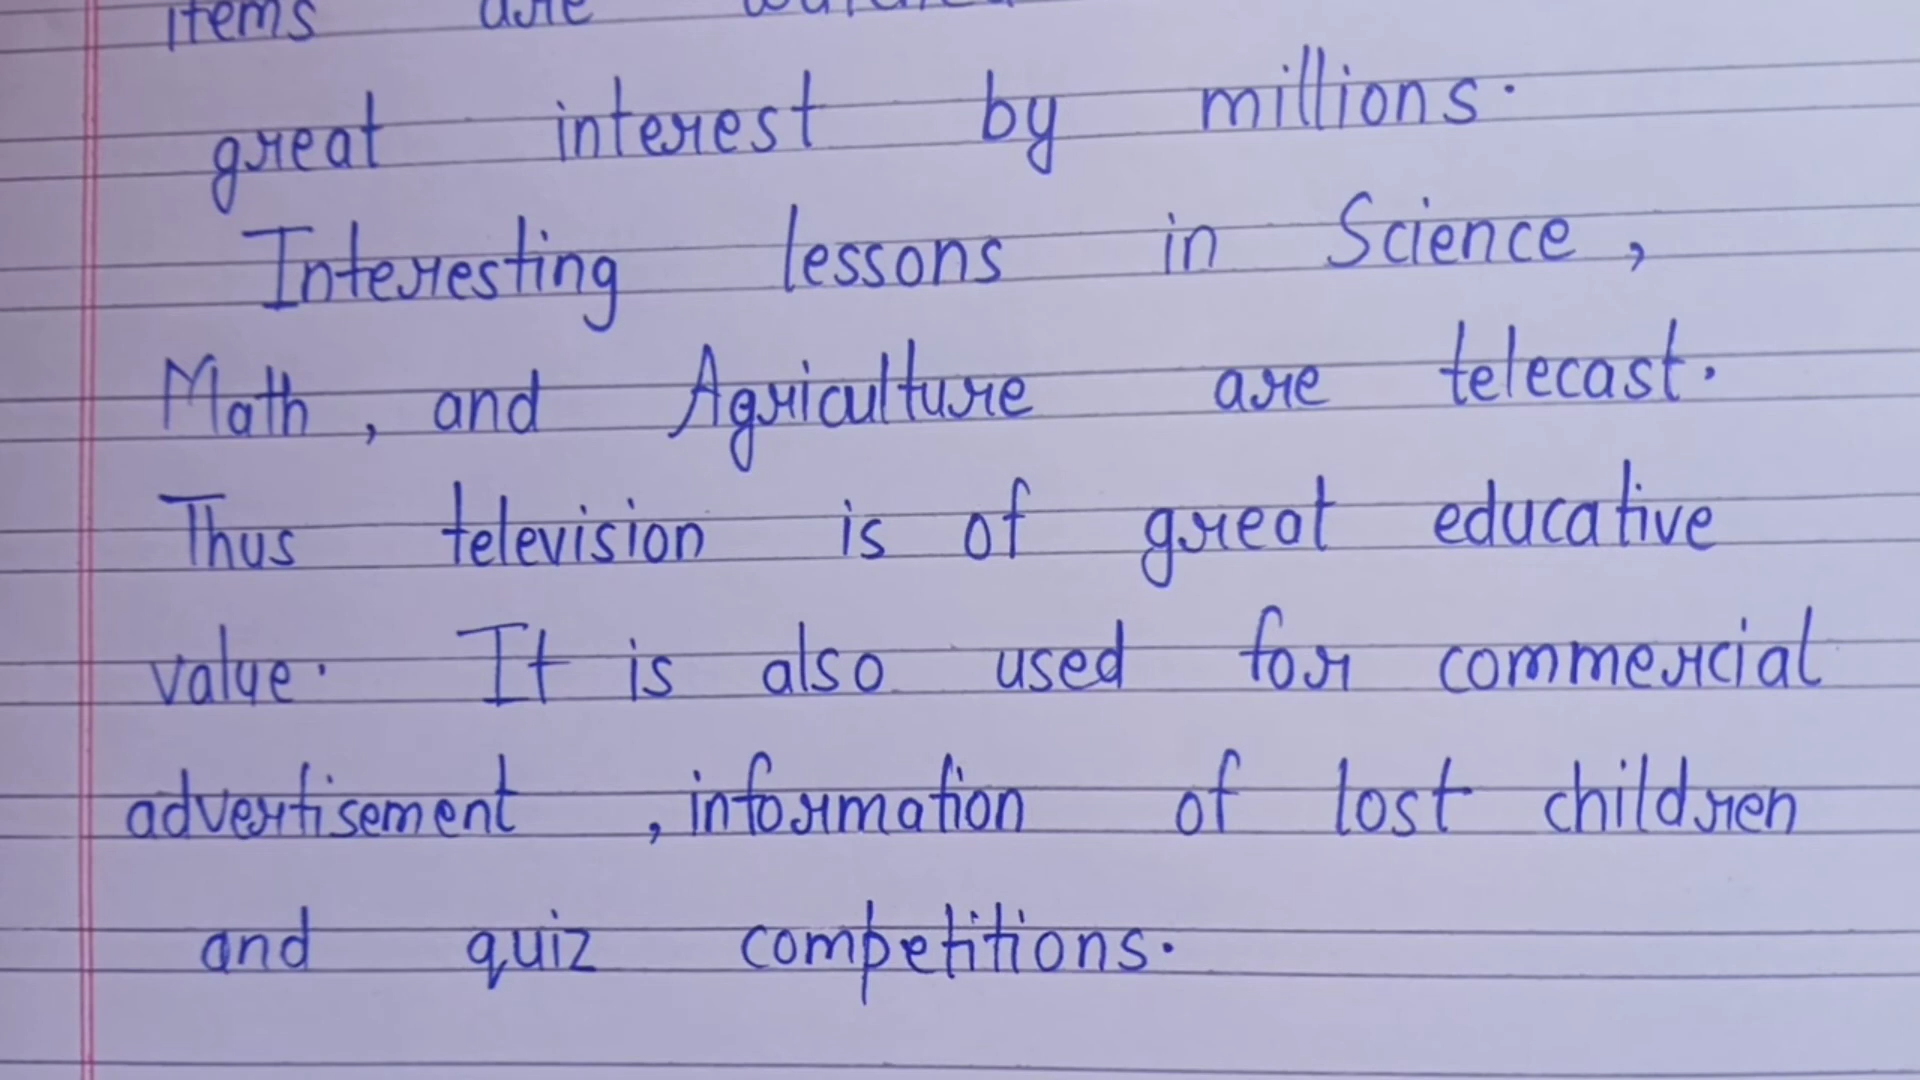 items are
great interest by millions.
Interesting lessons in Science,
Math, and Agriculture are telecast.
Thus television is of great educative
value. It is also used for commercial
advertisement, information of lost children
and quiz competitions.